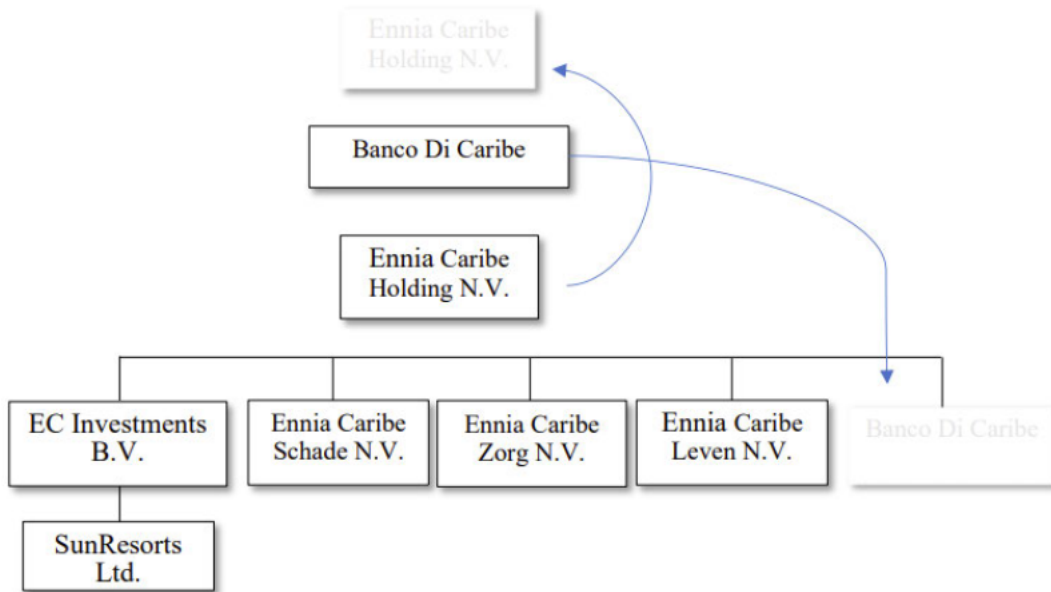 Ennia Caribe
Holding N.V.
Banco Di Caribe
Ennia Caribe
Holding N.V.
EC Investments
B.V.
Ennia Caribe
Schade N.V.
Ennia Caribe
Zorg N.V.
Ennia Caribe
Leven N.V.
Banco Di Caribe
SunResorts
Ltd.